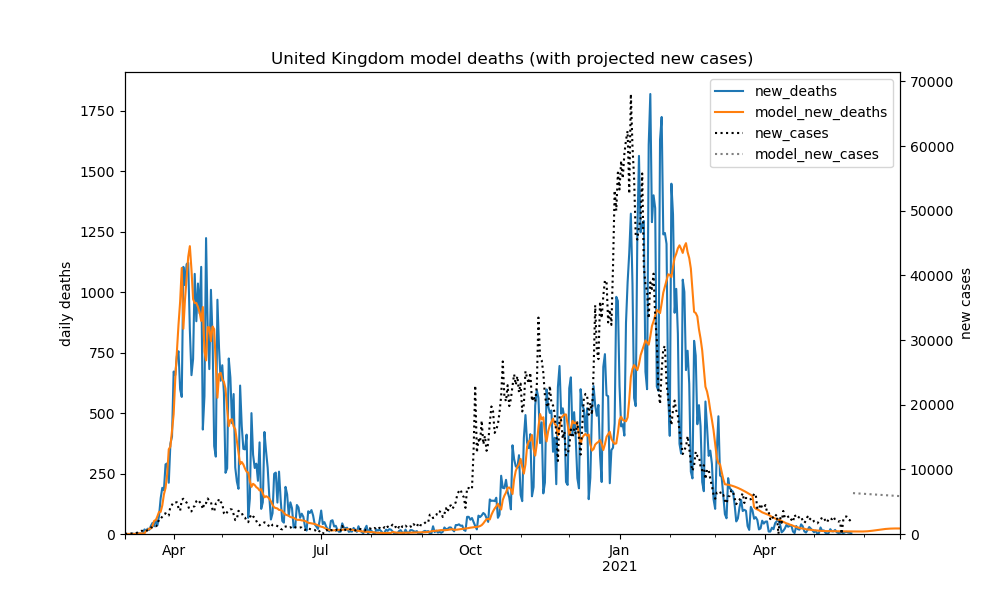 United Kingdom model deaths (with projected new cases)
new_deaths
model_new_deaths
new_cases
model_new_cases
daily deaths
1750
1500
1250
1000
750
500
250
0
70000
60000
50000
40000
30000
20000
10000
0
new cases
Apr Jul Oct Jan Apr
2021